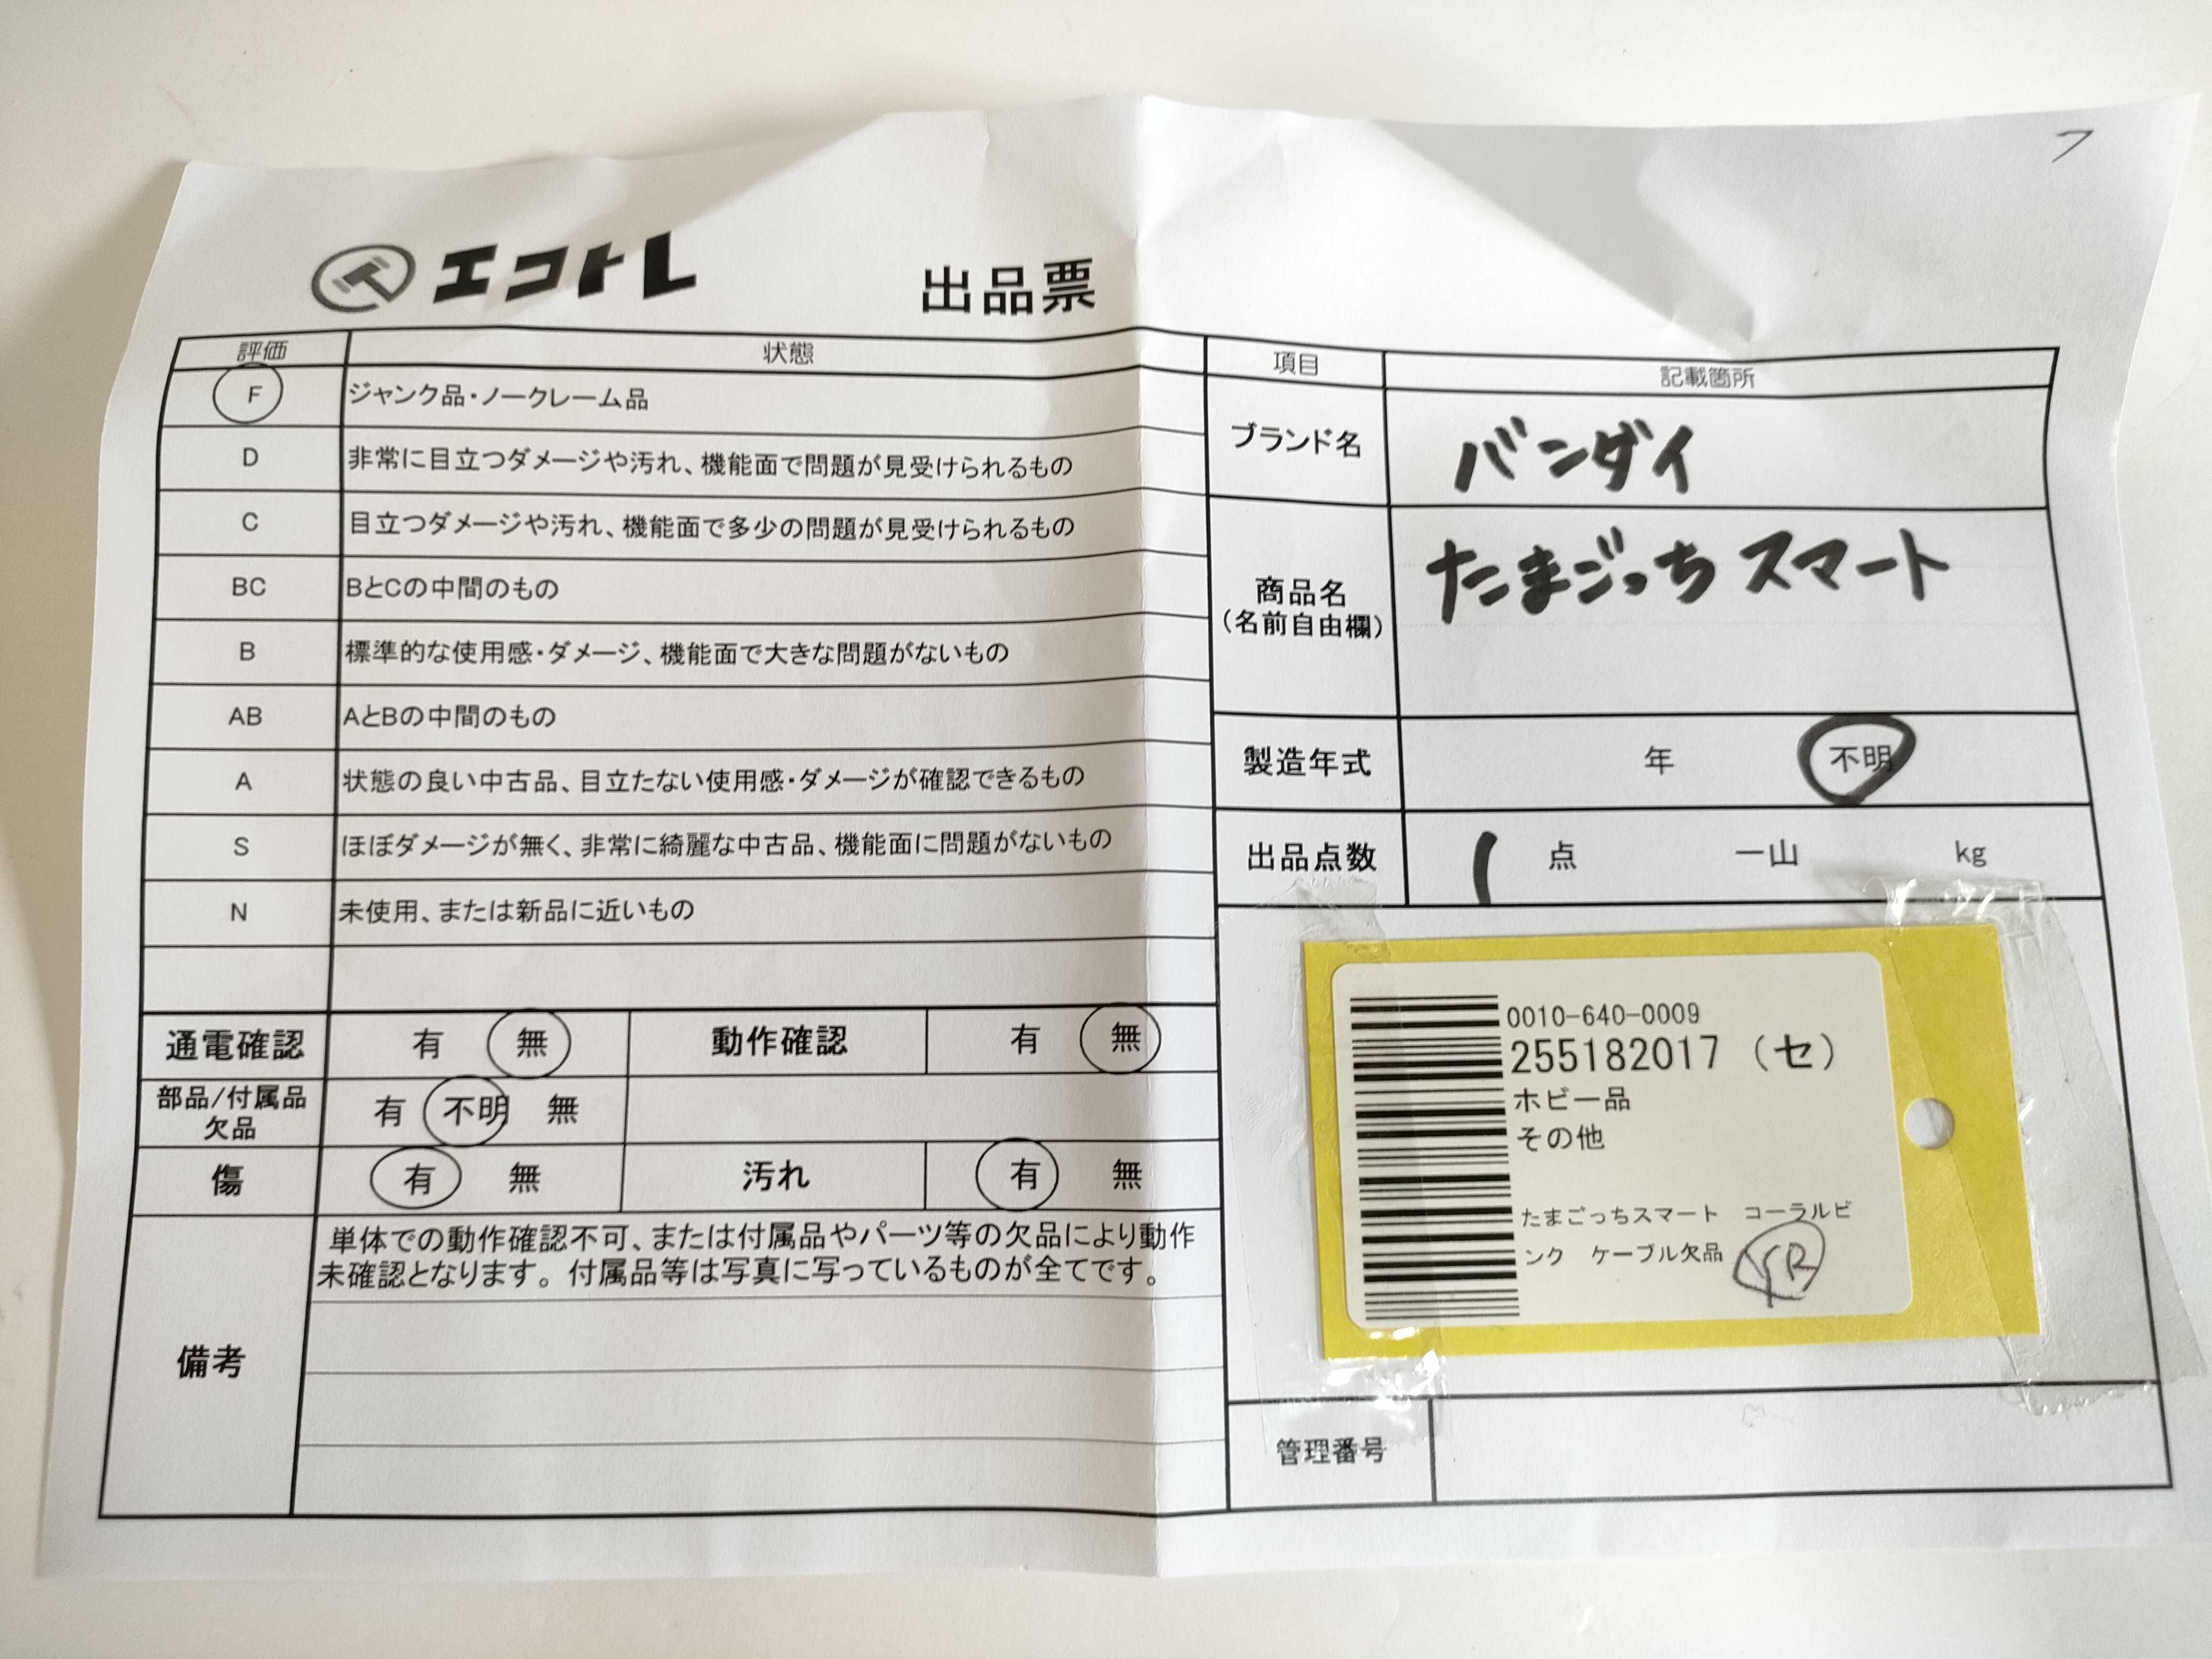 エコトレ 出品票
評価 状態
F ジャンク品・ノークレーム品
D 非常に目立つダメージや汚れ、機能面で問題が見受けられるもの
C 目立つダメージや汚れ、機能面で多少の問題が見受けられるもの
BC BとCの中間のもの
B 標準的な使用感・ダメージ、機能面で大きな問題がないもの
AB AとBの中間のもの
A 状態の良い中古品、目立たない使用感・ダメージが確認できるもの
S ほぼダメージが無く、非常に綺麗な中古品、機能面に問題がないもの
N 未使用、または新品に近いもの
通電確認 有 無 動作確認 有 無
部品/付属品
欠品
有 不明 無
傷 有 無 汚れ 有 無
備考
単体での動作確認不可、または付属品やパーツ等の欠品により動作
未確認となります。付属品等は写真に写っているものが全てです。
項目 記載箇所
ブランド名 バンダイ
商品名
(名前自由欄)
たまごっち スマート
製造年式 年 不明
出品点数 1 点 一山 kg
0010-640-0009
255182017 (セ)
ホビー品
その他
たまごっちスマート コーラルピ
ンク ケーブル欠品
管理番号